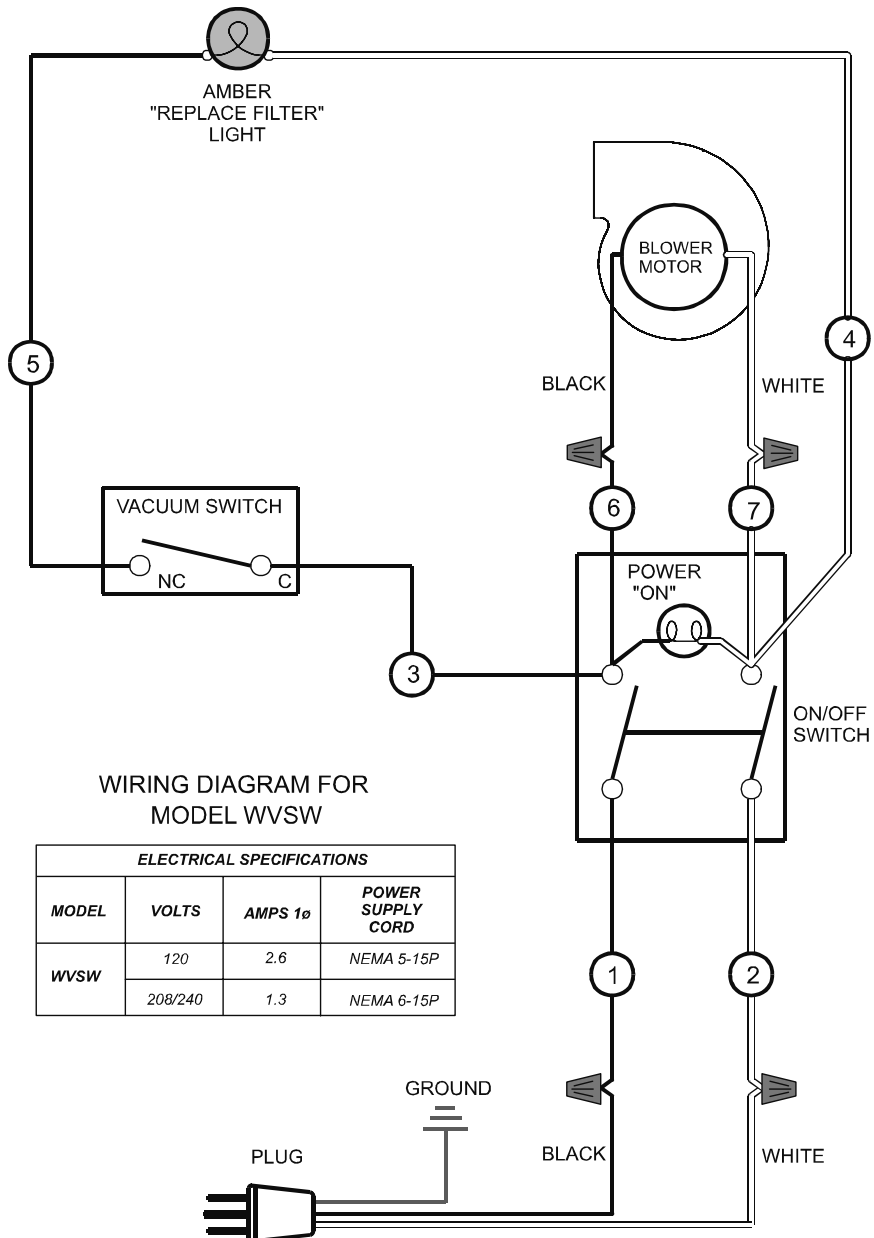 AMBER
"REPLACE FILTER"
LIGHT
BLOWER
MOTOR
4
5
BLACK
WHITE
VACUUM SWITCH
NC
C
6
7
POWER
"ON"
3
ON/OFF
SWITCH
WIRING DIAGRAM FOR
MODEL WVSW
ELECTRICAL SPECIFICATIONS
MODEL VOLTS AMPS 1ø POWER
SUPPLY
CORD
WVSW 120 2.6 NEMA 5-15P
208/240 1.3 NEMA 6-15P
1
2
GROUND
PLUG
BLACK
WHITE